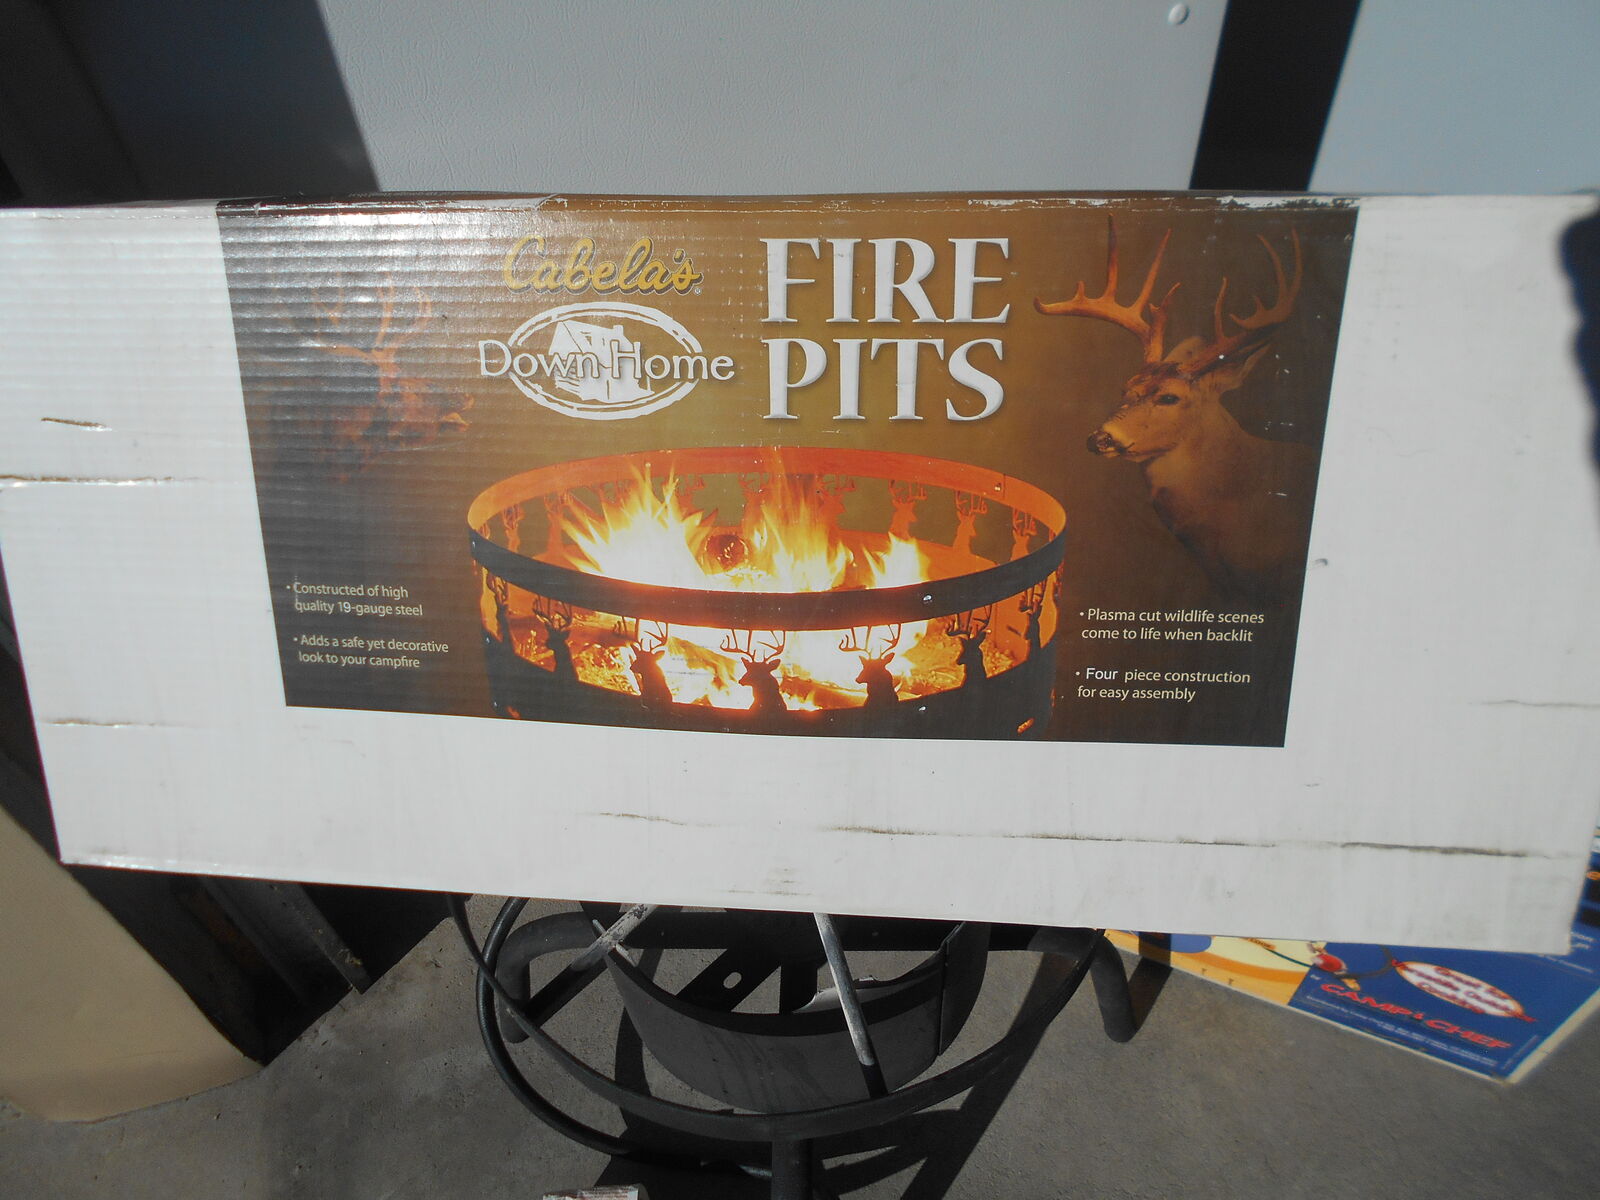 Cabela's
Down Home
FIRE
PITS
• Constructed of high
quality 19-gauge steel
• Adds a safe yet decorative
look to your campfire
• Plasma cut wildlife scenes
come to life when backlit
• Four piece construction
for easy assembly
CAMP CHEF